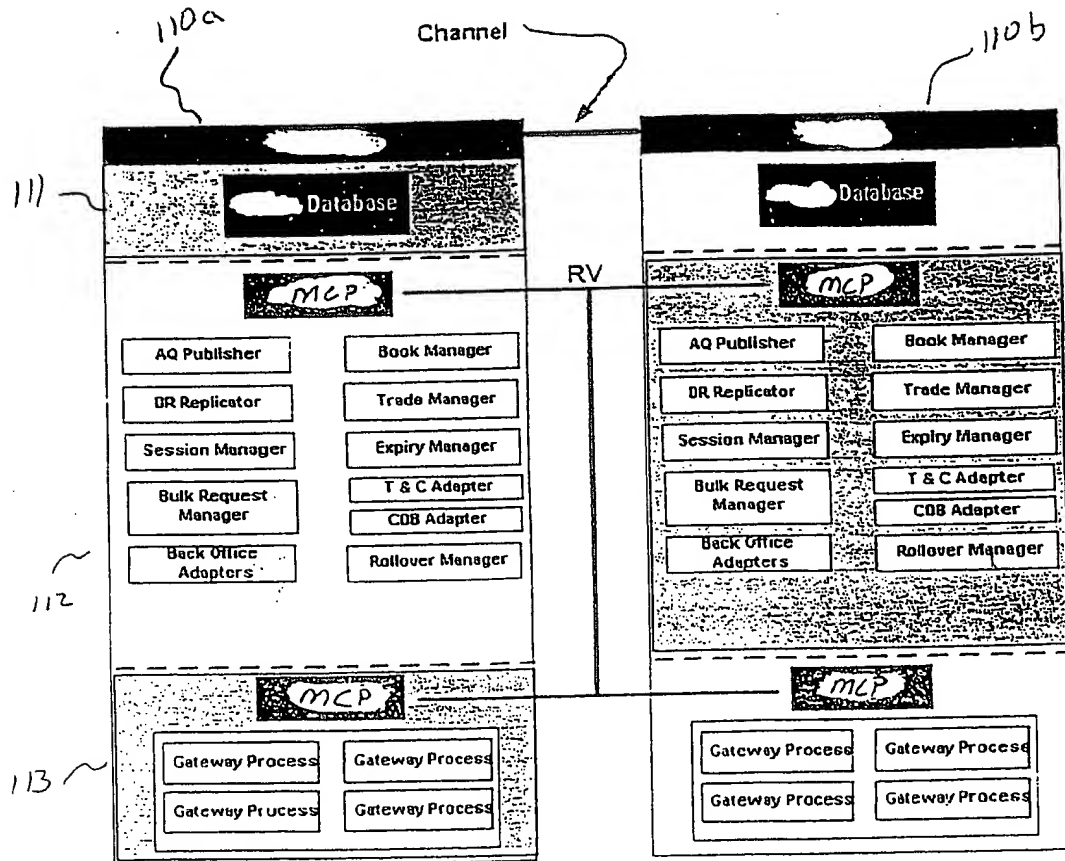 110a
Channel
110b
111
Database
Database
MCP
RV
MCP
AQ Publisher
Book Manager
DR Replicator
Trade Manager
Session Manager
Expiry Manager
Bulk Request
Manager
T & C Adapter
CDB Adapter
Back Office
Adapters
Rollover Manager
AQ Publisher
Book Manager
DR Replicator
Trade Manager
Session Manager
Expiry Manager
Bulk Request
Manager
T & C Adapter
CDB Adapter
Back Office
Adapters
Rollover Manager
112
MCP
MCP
113
Gateway Process
Gateway Process
Gateway Process
Gateway Process
Gateway Process
Gateway Process
Gateway Process
Gateway Process